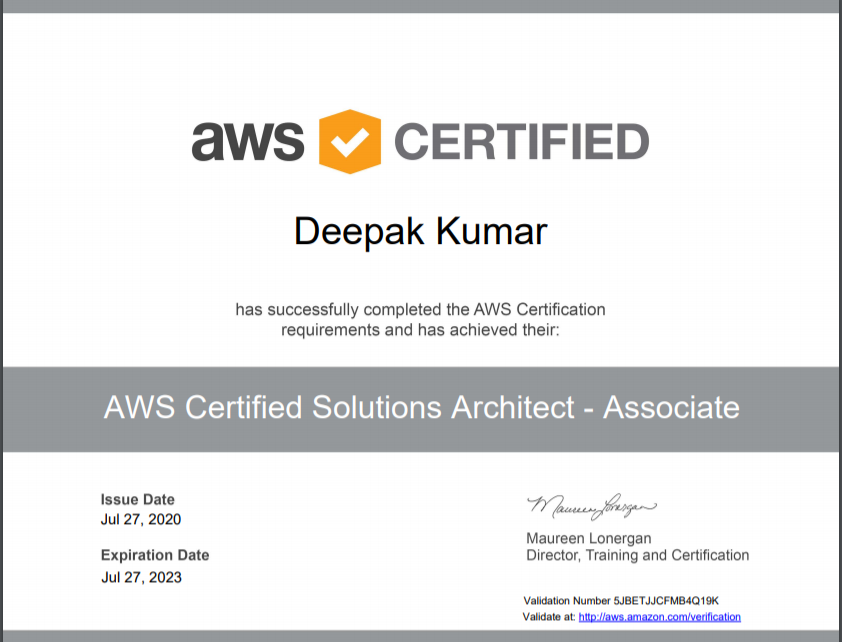 aws CERTIFIED
Deepak Kumar
has successfully completed the AWS Certification
requirements and has achieved their:
AWS Certified Solutions Architect - Associate
Issue Date
Jul 27, 2020
Expiration Date
Jul 27, 2023
Maureen Lonergan
Maureen Lonergan
Director, Training and Certification
Validation Number 5JBETJJCFMB4Q19K
Validate at: http://aws.amazon.com/verification